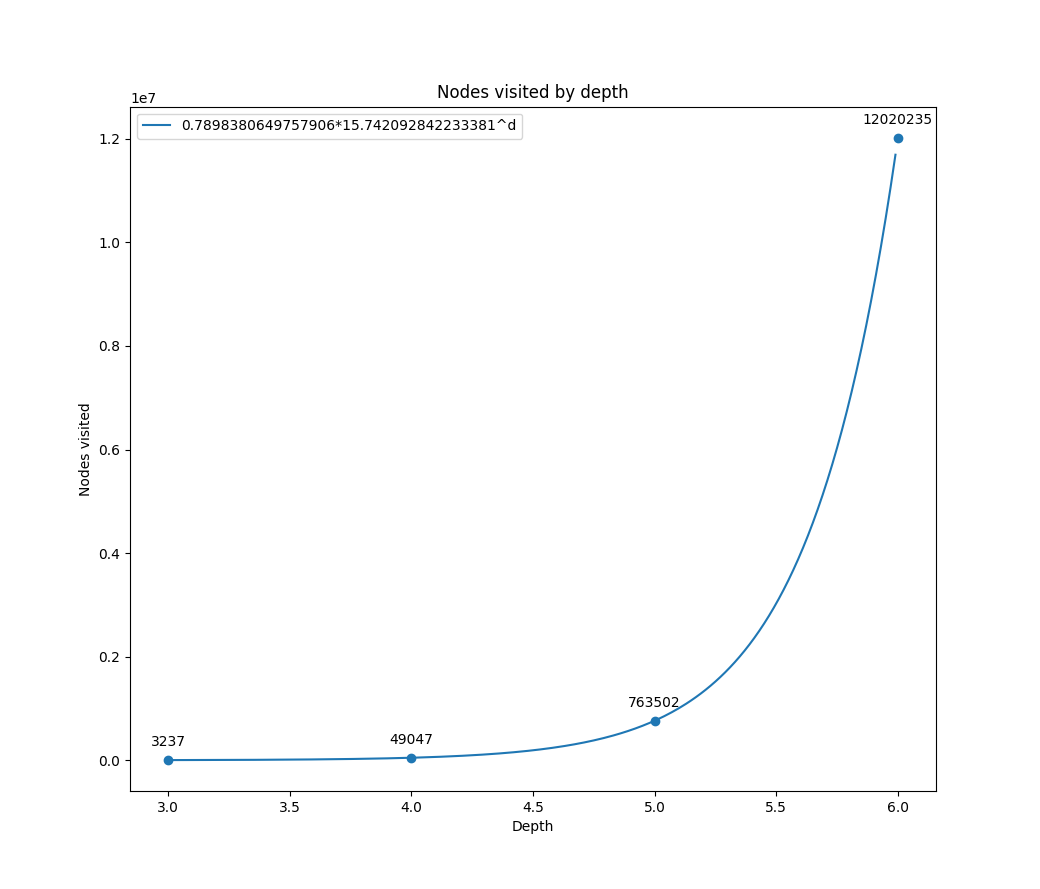 Nodes visited by depth
1e7
0.7898380649757906*15.742092842233381^d
12020235
1.2
1.0
0.8
0.6
Nodes visited
0.4
0.2
763502
49047
3237
0.0
3.0 3.5 4.0 4.5 5.0 5.5 6.0
Depth